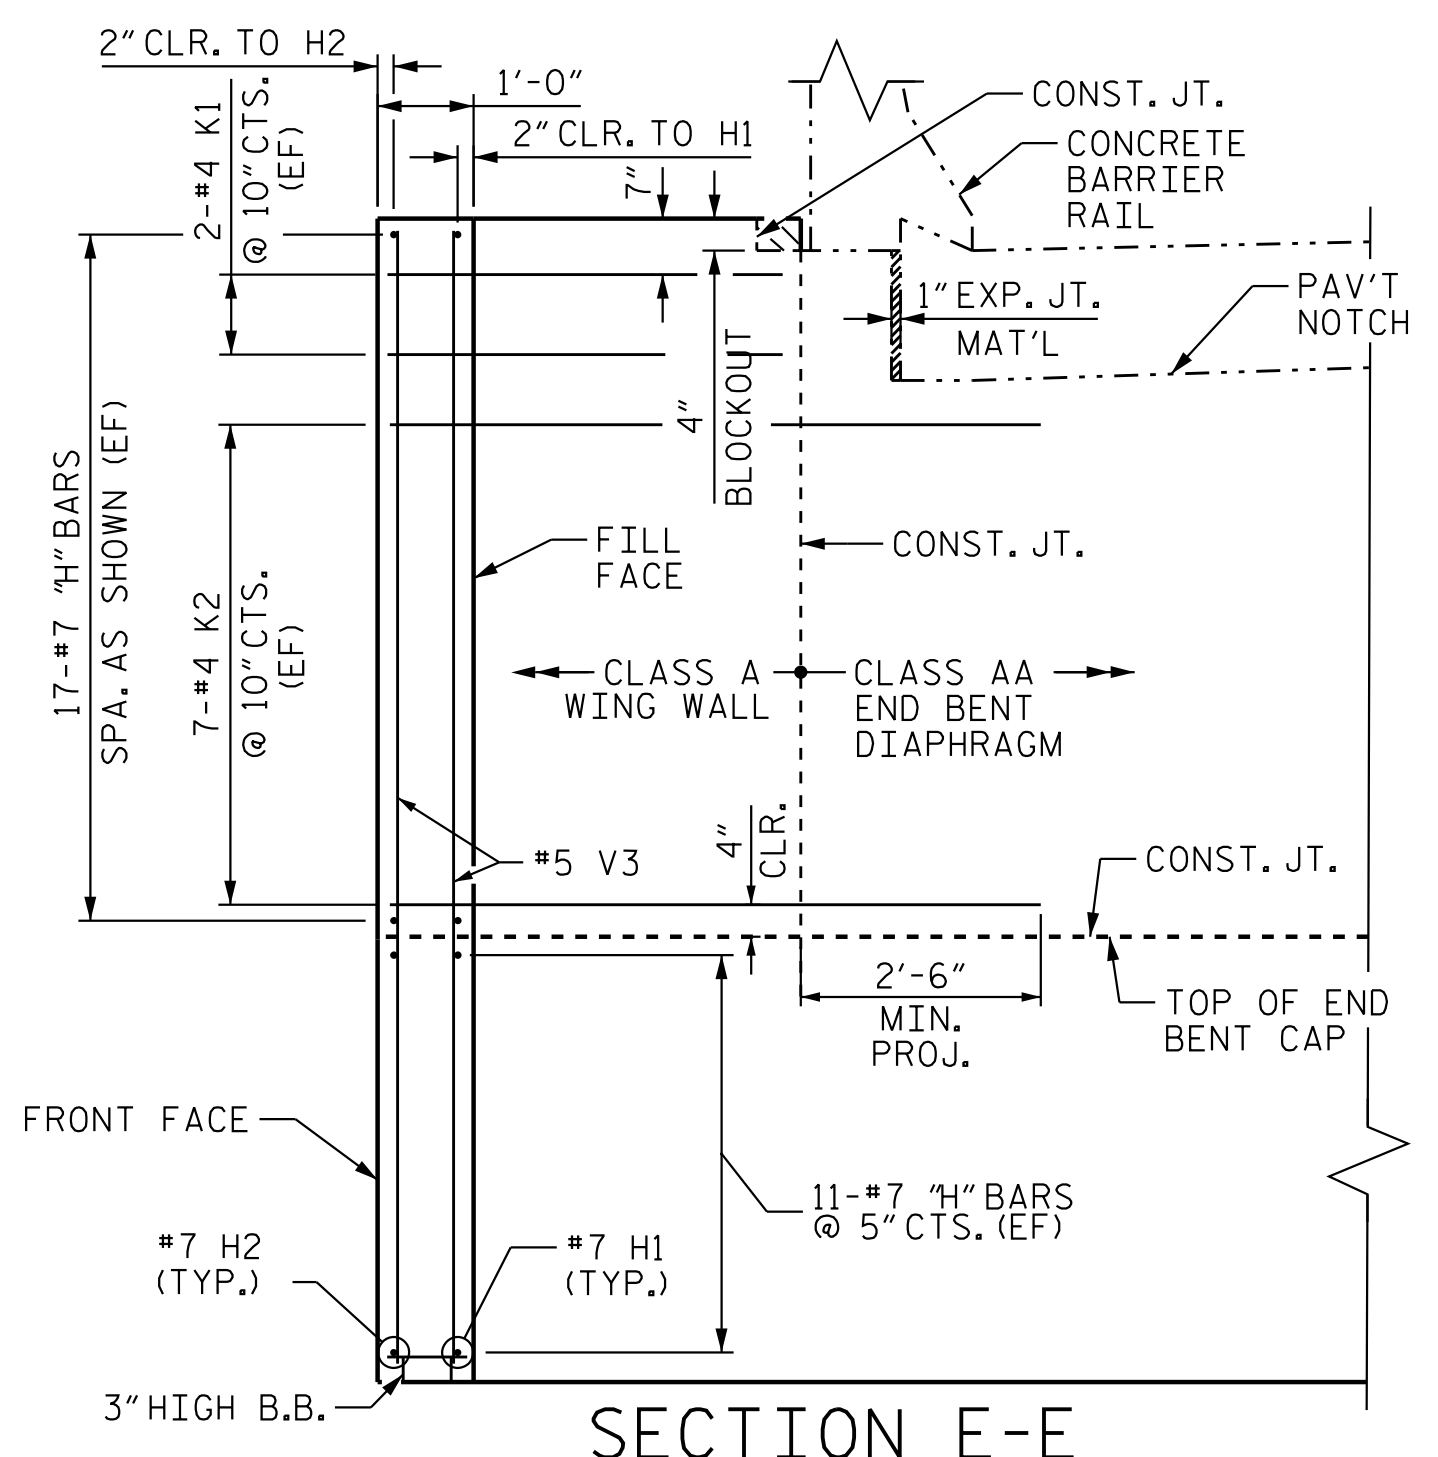 2" CLR. TO H2
1'-0"
2" CLR. TO H1
2-#4 K1
@ 10" CTS.
(EF)
7"
CONST. JT.
CONCRETE
BARRIER
RAIL
1" EXP. JT.
MAT'L
PAV'T
NOTCH
4"
BLOCKOUT
17-#7 "H" BARS
SPA. AS SHOWN (EF)
7-#4 K2
@ 10" CTS.
(EF)
FILL
FACE
CONST. JT.
CLASS A
WING WALL
CLASS AA
END BENT
DIAPHRAGM
4"
CLR.
#5 V3
CONST. JT.
2'-6"
MIN.
PROJ.
TOP OF END
BENT CAP
FRONT FACE
11-#7 "H" BARS
@ 5" CTS. (EF)
#7 H2
(TYP.)
#7 H1
(TYP.)
3" HIGH B.B.
SECTION E-E